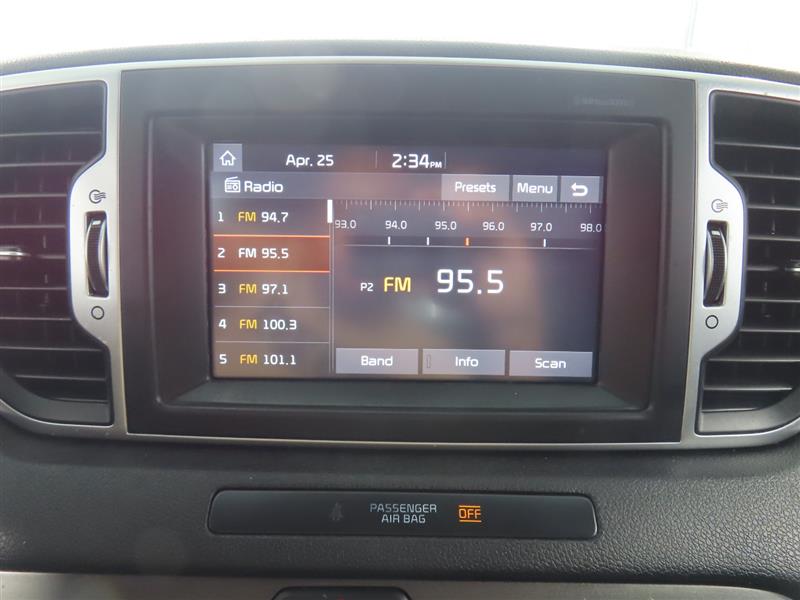 SIRIUSXM
Apr. 25 2:34PM
Radio Presets Menu
1 FM 94.7
2 FM 95.5
3 FM 97.1
4 FM 100.3
5 FM 101.1
93.0 94.0 95.0 96.0 97.0 98.0
P2 FM 95.5
Band Info Scan
PASSENGER
AIR BAG OFF